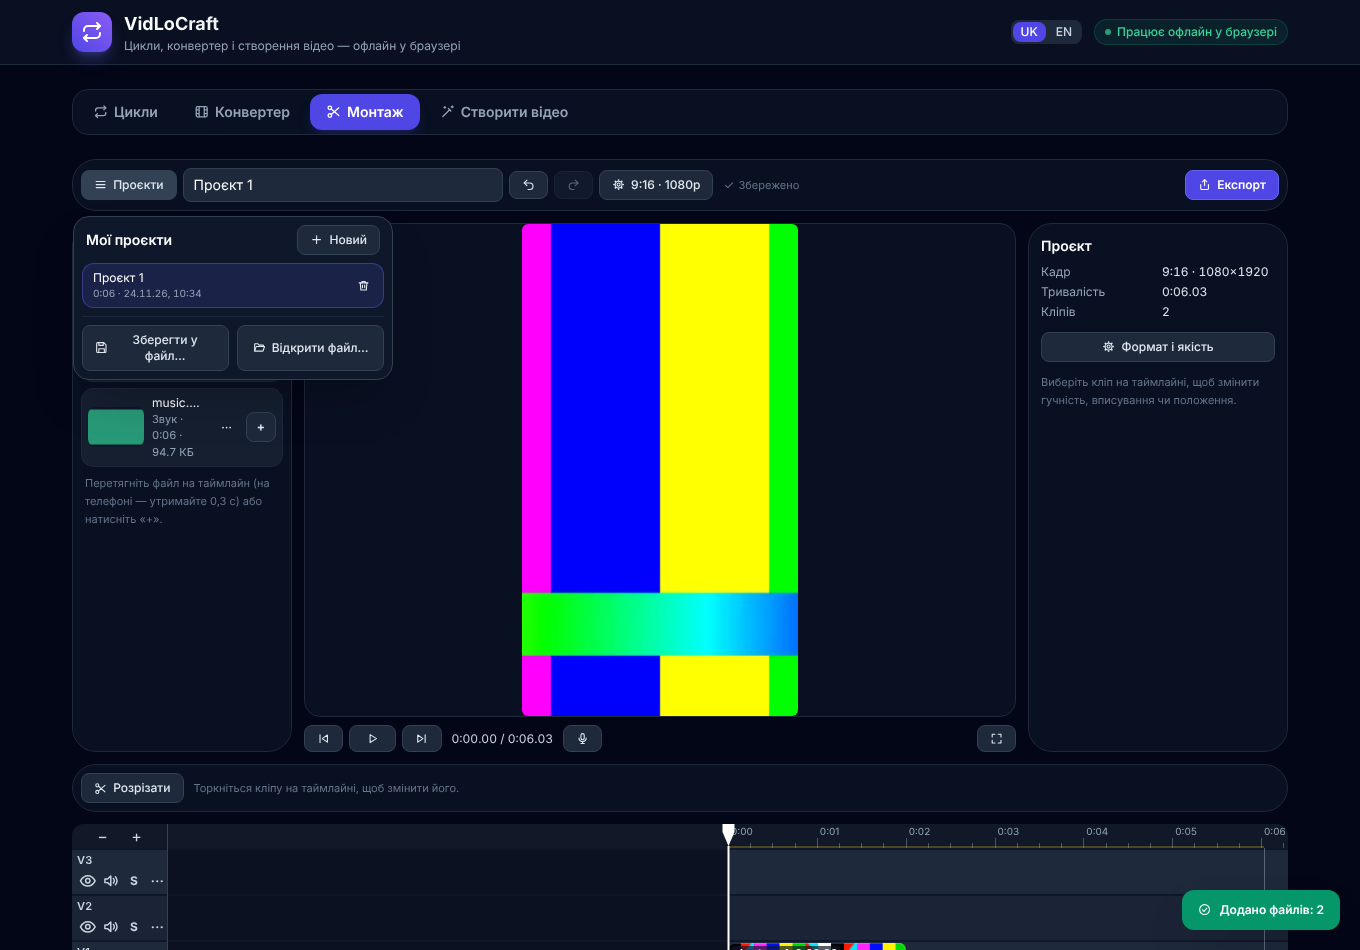 VidLoCraft
Цикли, конвертер і створення відео — офлайн у браузері
UK EN
Працює офлайн у браузері
Цикли
Конвертер
Монтаж
Створити відео
Проєкти
Проєкт 1
9:16 · 1080p
Збережено
Експорт
Мої проєкти
Новий
Проєкт 1
0:06 · 24.11.26, 10:34
Зберегти у
файл...
Відкрити файл...
music....
Звук ·
0:06 ·
94.7 КБ
Перетягніть файл на таймлайн (на
телефоні — утримайте 0,3 с) або
натисніть «+».
Проєкт
Кадр 9:16 · 1080×1920
Тривалість 0:06.03
Кліпів 2
Формат і якість
Виберіть кліп на таймлайні, щоб змінити
гучність, вписування чи положення.
0:00.00 / 0:06.03
Розрізати
Торкніться кліпу на таймлайні, щоб змінити його.
0:00 0:01 0:02 0:03 0:04 0:05 0:06
V3
S
V2
S
V1
Додано файлів: 2